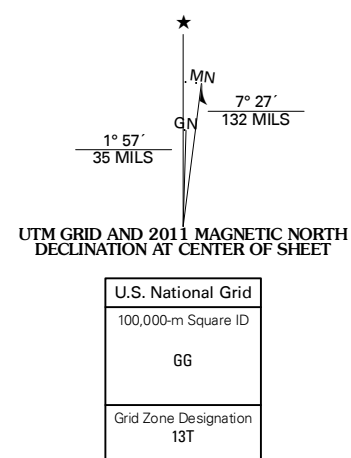 ★
MN
7° 27´
132 MILS
GN
1° 57´
35 MILS
UTM GRID AND 2011 MAGNETIC NORTH
DECLINATION AT CENTER OF SHEET
U.S. National Grid
100,000-m Square ID
GG
Grid Zone Designation
13T